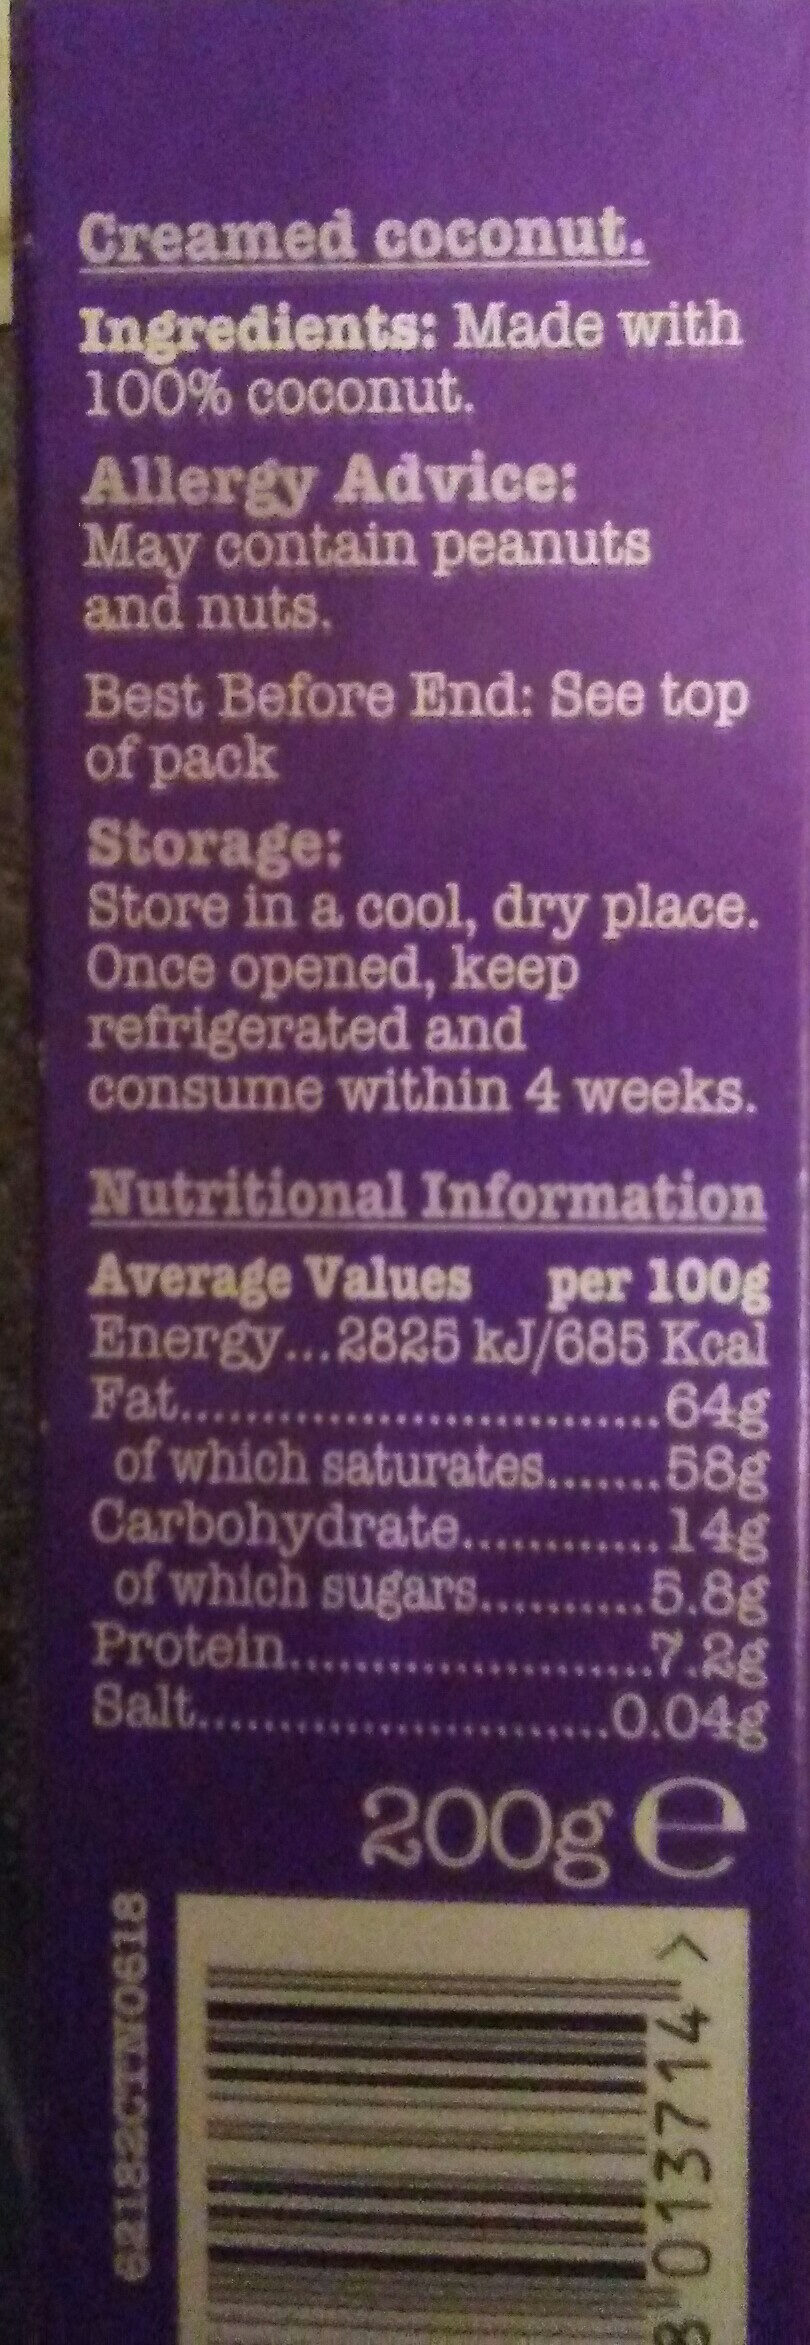 Creamed coconut.
Ingredients: Made with
100% coconut.
Allergy Advice:
May contain peanuts
and nuts.
Best Before End: See top
of pack
Storage:
Store in a cool, dry place.
Once opened, keep
refrigerated and
consume within 4 weeks.
Nutritional Information
Average Values per 100g
Energy...2825 kJ/685 Kcal
Fat................................64g
of which saturates.......58g
Carbohydrate.............14g
of which sugars..........5.8g
Protein.......................7.2g
Salt...........................0.04g
200g e
62182CTN0618
8 013714 >